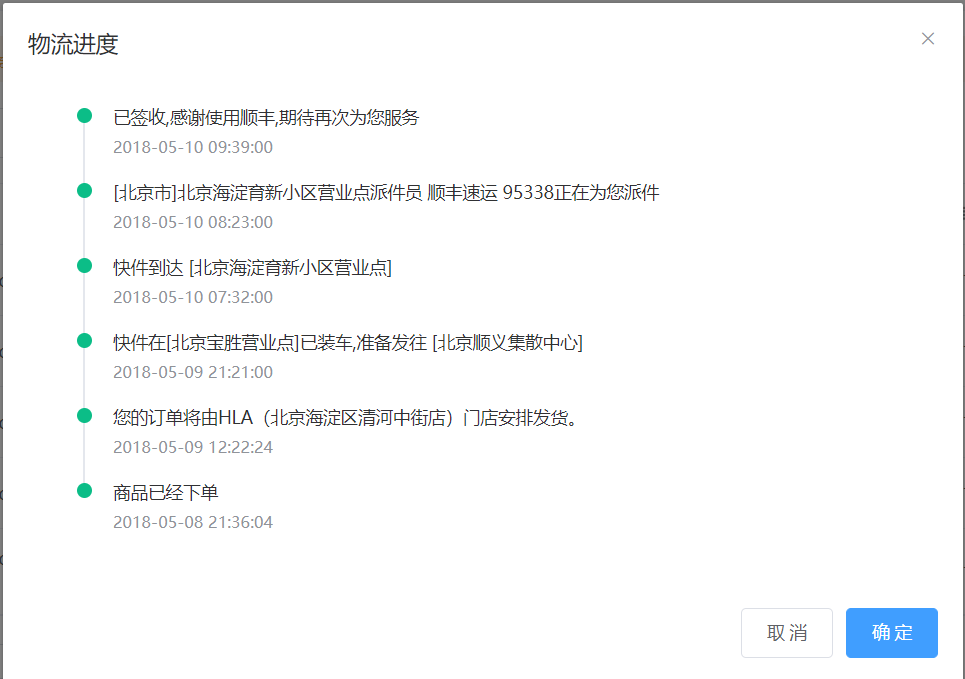 物流进度
已签收,感谢使用顺丰,期待再次为您服务
2018-05-10 09:39:00
[北京市]北京海淀育新小区营业点派件员 顺丰速运 95338正在为您派件
2018-05-10 08:23:00
快件到达 [北京海淀育新小区营业点]
2018-05-10 07:32:00
快件在[北京宝胜营业点]已装车,准备发往 [北京顺义集散中心]
2018-05-09 21:21:00
您的订单将由HLA（北京海淀区清河中街店）门店安排发货。
2018-05-09 12:22:24
商品已经下单
2018-05-08 21:36:04
取消 确定